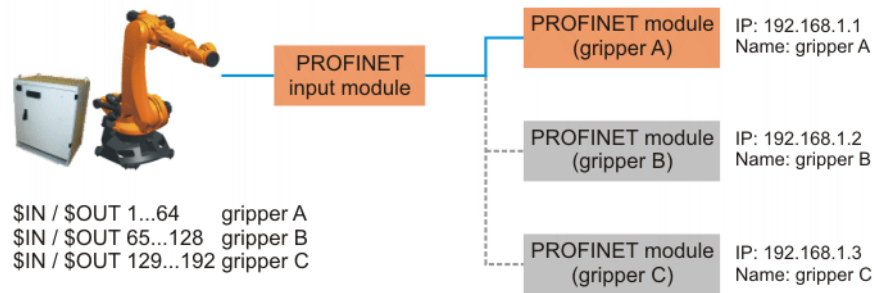 PROFINET module
(gripper A)
IP: 192.168.1.1
Name: gripper A
PROFINET
input module
PROFINET module
(gripper B)
IP: 192.168.1.2
Name: gripper B
$IN / $OUT 1...64 gripper A
$IN / $OUT 65...128 gripper B
$IN / $OUT 129...192 gripper C
PROFINET module
(gripper C)
IP: 192.168.1.3
Name: gripper C